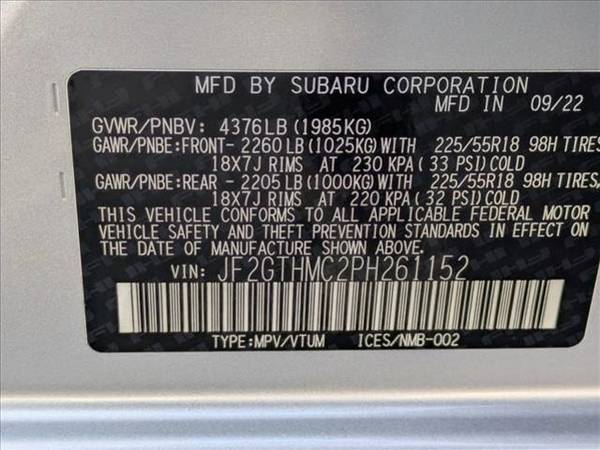 MFD BY SUBARU CORPORATION
MFD IN 09/22
GVWR/PNBV: 4376LB(1985KG)
GAWR/PNBE:FRONT- 2260LB(1025KG)WITH 225/55R18 98H TIRES
18X7J RIMS AT 230 KPA( 33 PSI)COLD
GAWR/PNBE:REAR - 2205LB(1000KG)WITH 225/55R18 98H TIRES,
18X7J RIMS AT 220 KPA( 32 PSI)COLD
THIS VEHICLE CONFORMS TO ALL APPLICABLE FEDERAL MOTOR
VEHICLE SAFETY AND THEFT PREVENTION STANDARDS IN EFFECT ON
THE DATE OF MANUFACTURE SHOWN ABOVE.
VIN: JF2GTHMC2PH261152
TYPE:MPV/VTUM ICES/NMB-002